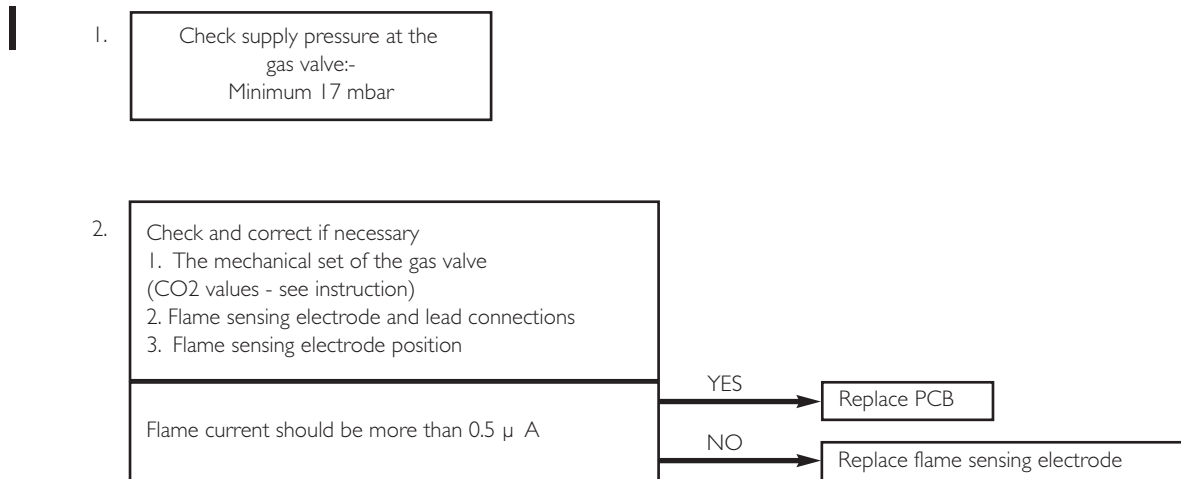 1.
Check supply pressure at the
gas valve:-
Minimum 17 mbar
2.
Check and correct if necessary
1. The mechanical set of the gas valve
(CO2 values - see instruction)
2. Flame sensing electrode and lead connections
3. Flame sensing electrode position
Flame current should be more than 0.5 µ A
YES
Replace PCB
NO
Replace flame sensing electrode